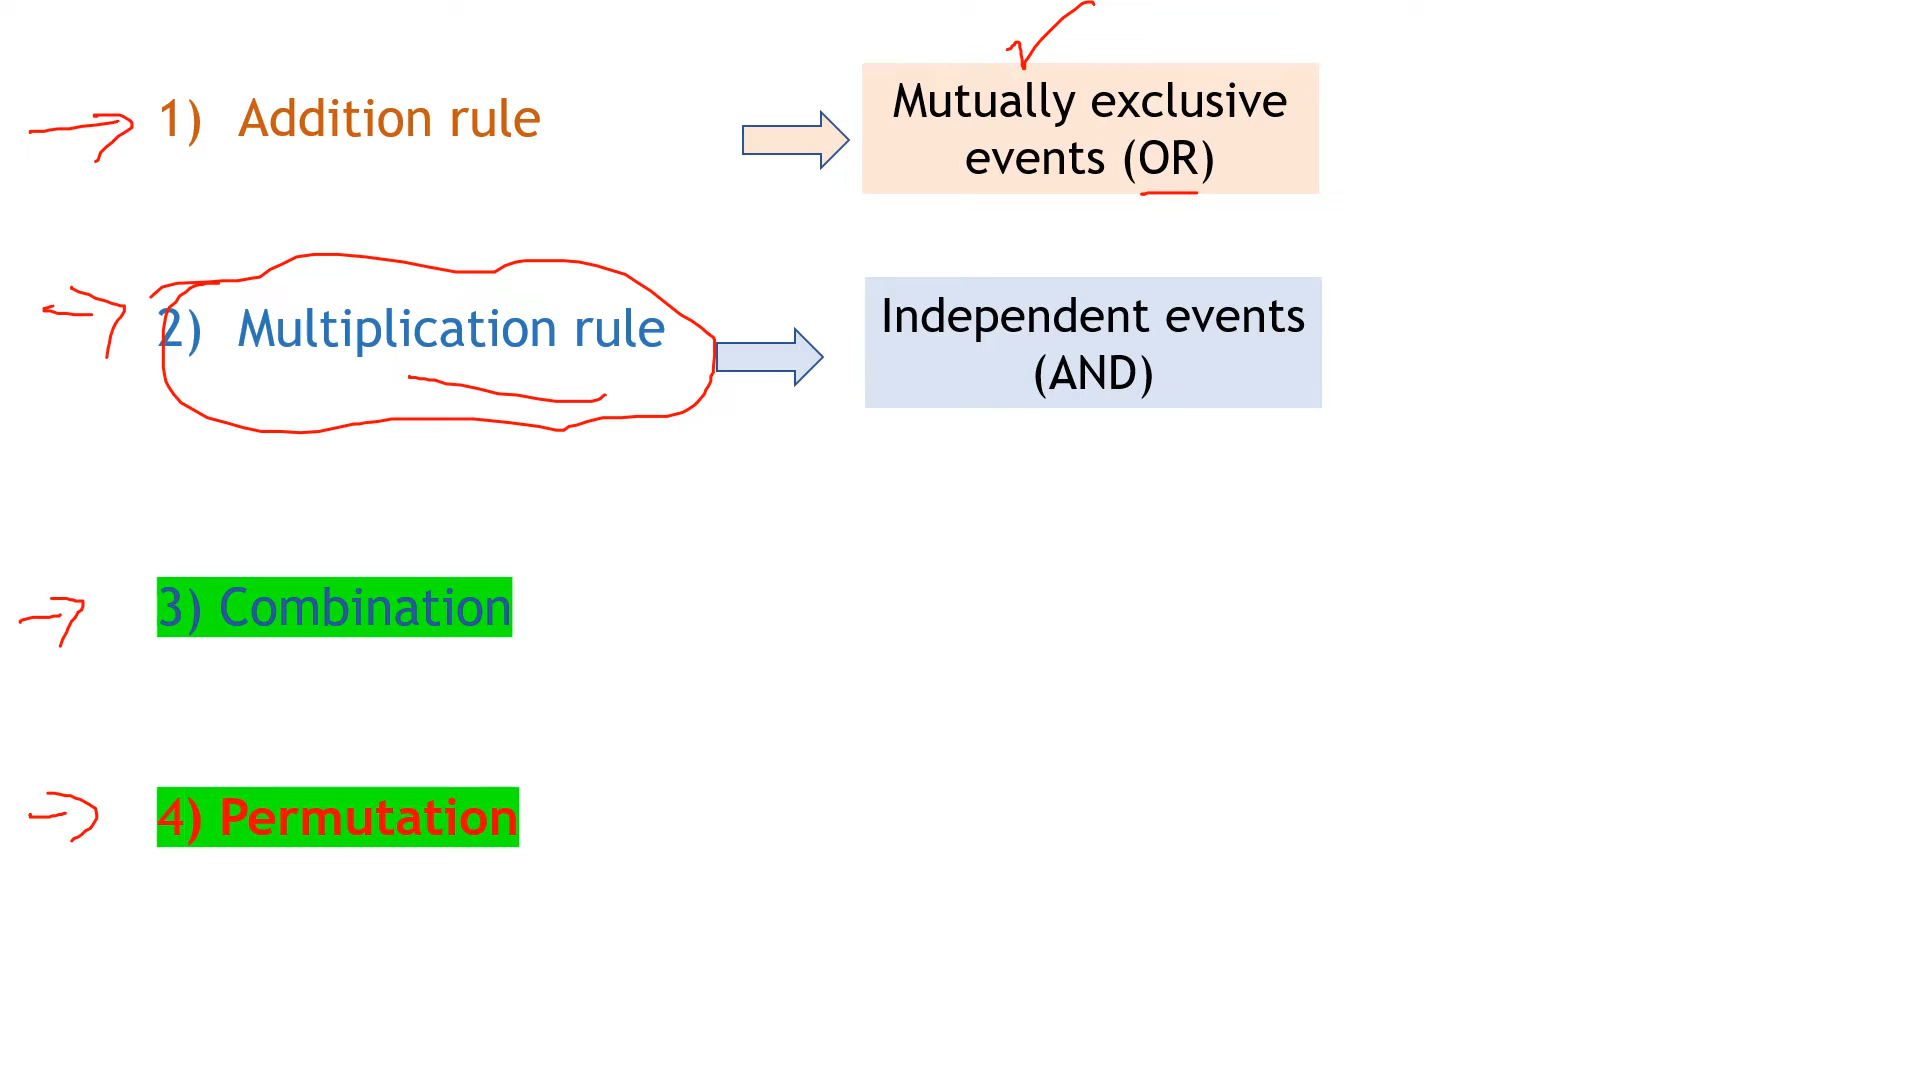 1) Addition rule
Mutually exclusive
events (OR)
2) Multiplication rule
Independent events
(AND)
3) Combination
4) Permutation